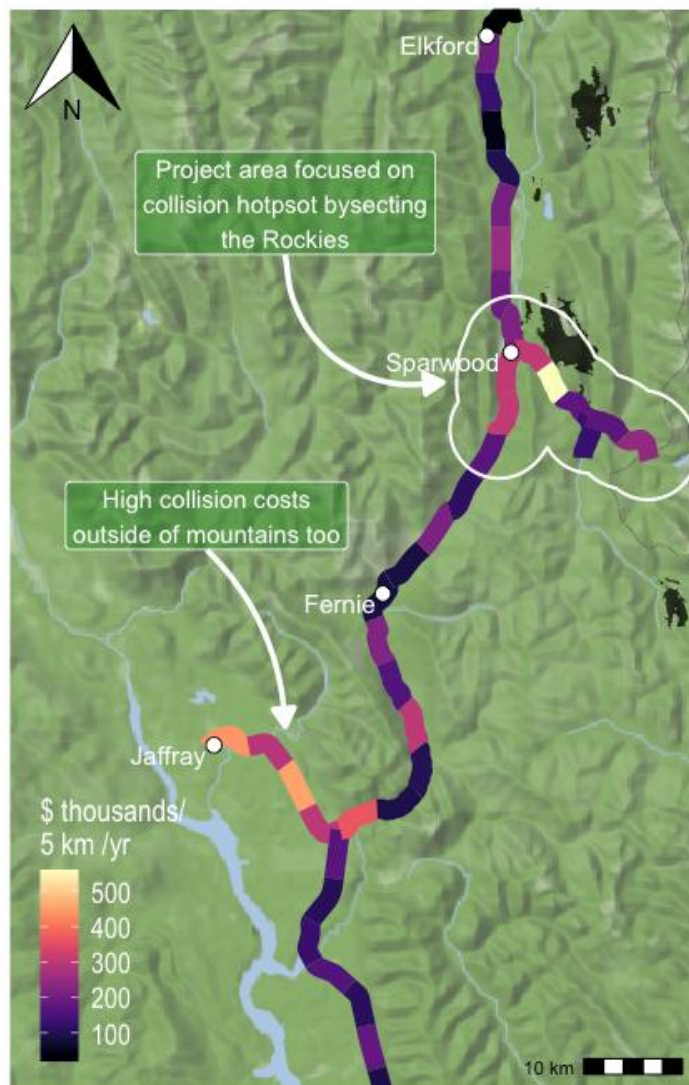 Elkford
N
Project area focused on
collision hotpsot bysecting
the Rockies
Sparwood
High collision costs
outside of mountains too
Fernie
Jaffray
$ thousands/
5 km /yr
500
400
300
200
100
10 km